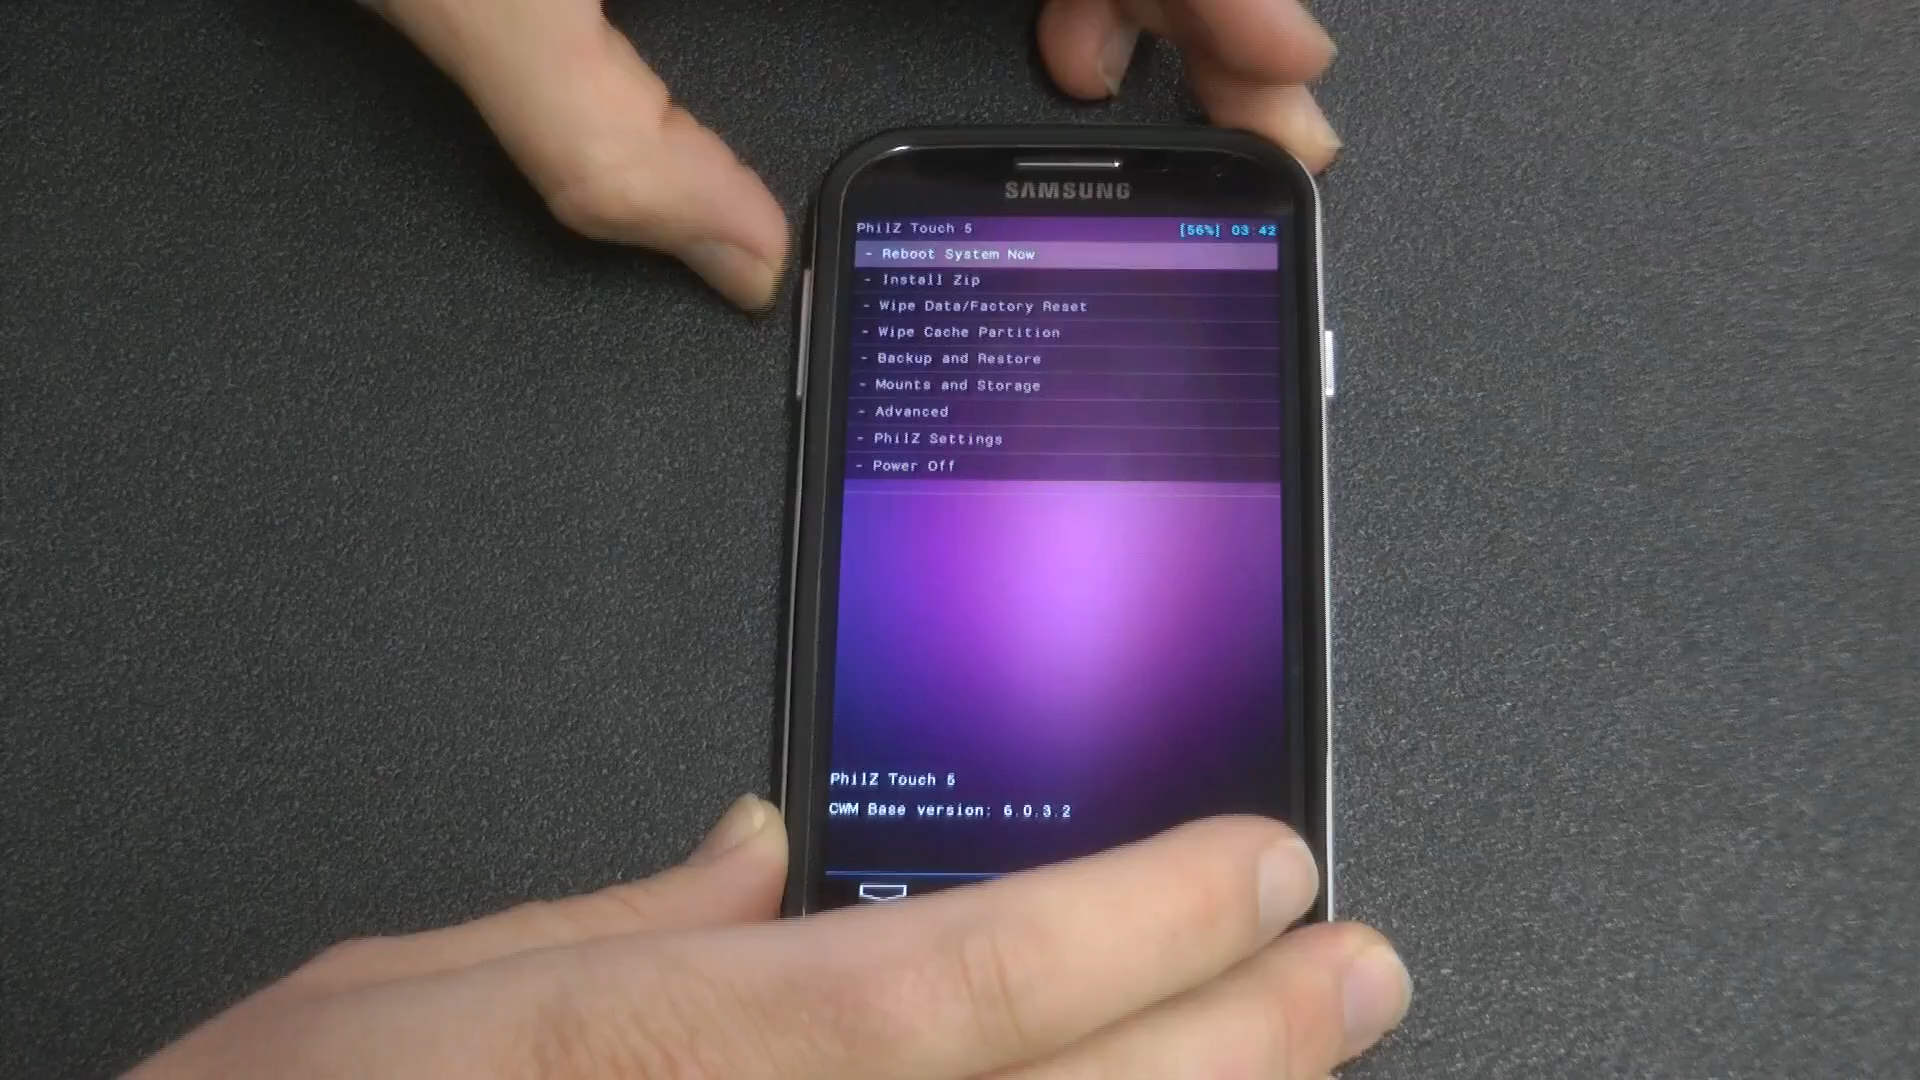 SAMSUNG
PhilZ Touch 5 [56%] 03:42
- Reboot System Now
- Install Zip
- Wipe Data/Factory Reset
- Wipe Cache Partition
- Backup and Restore
- Mounts and Storage
- Advanced
- PhilZ Settings
- Power Off
PhilZ Touch 5
CWM Base version: 6.0.3.2